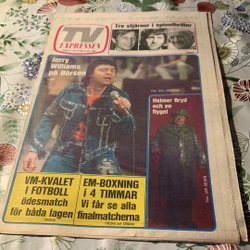 Tre stjärnor i spionthriller
TV
EXPRESSEN
Jerry
Williams
på Börsen
Helmer Bryd
och en
flygel
VM-KVALET
I FOTBOLL
ödesmatch
för båda lagen
EM-BOXNING
i 4 TIMMAR
Vi får se alla
finalmatcherna